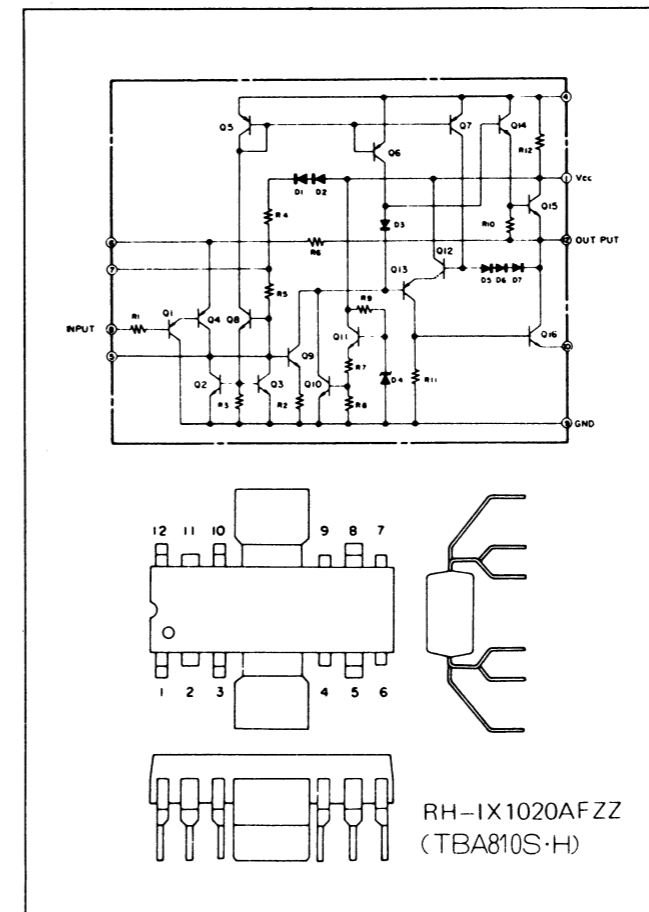 4
Q5
Q7
Q14
Q6
R12
D1 D2
1 Vcc
R4
Q15
R10
D3
6
R6
12 OUT PUT
Q12
7
R5
Q13
D5 D6 D7
R9
INPUT 8 R1 Q1
Q4
Q8
Q11
Q16
5
Q9
R7
10
Q2
Q3
Q10
D4
R11
R3
R2
R8
9 GND
12 11 10 9 8 7
1 2 3 4 5 6
RH-IX1020AFZZ
(TBA810S·H)